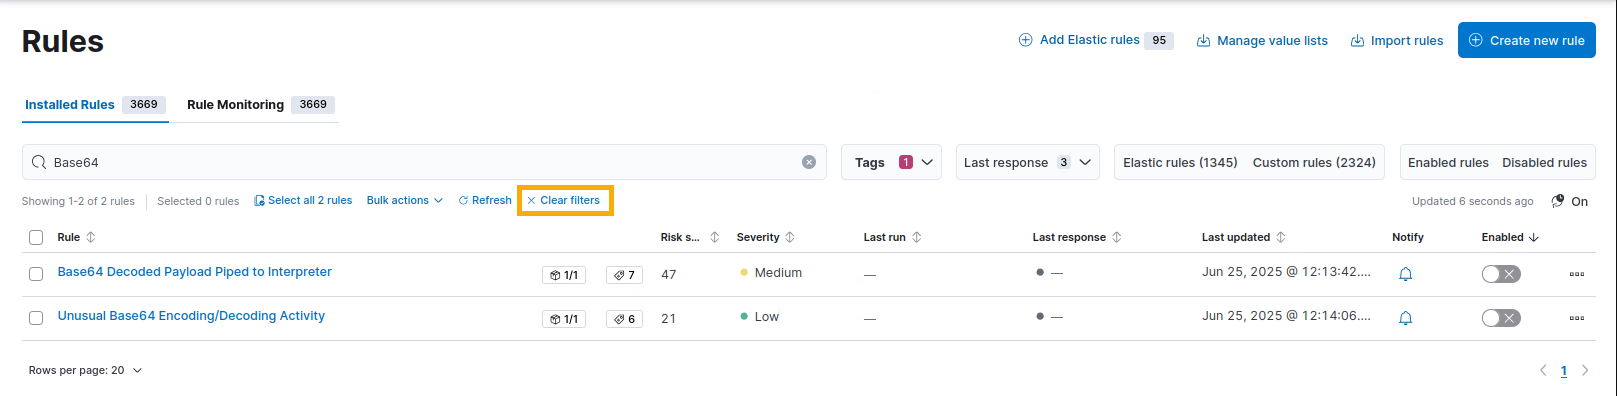 Rules
Add Elastic rules 95 Manage value lists Import rules Create new rule
Installed Rules 3669 Rule Monitoring 3669
Base64 Tags 1 Last response 3 Elastic rules (1345) Custom rules (2324) Enabled rules Disabled rules
Showing 1-2 of 2 rules Selected 0 rules Select all 2 rules Bulk actions Refresh Clear filters Updated 6 seconds ago On
Rule Risk s... Severity Last run Last response Last updated Notify Enabled
Base64 Decoded Payload Piped to Interpreter 1/1 7 47 Medium — — Jun 25, 2025 @ 12:13:42....
Unusual Base64 Encoding/Decoding Activity 1/1 6 21 Low — — Jun 25, 2025 @ 12:14:06....
Rows per page: 20 1